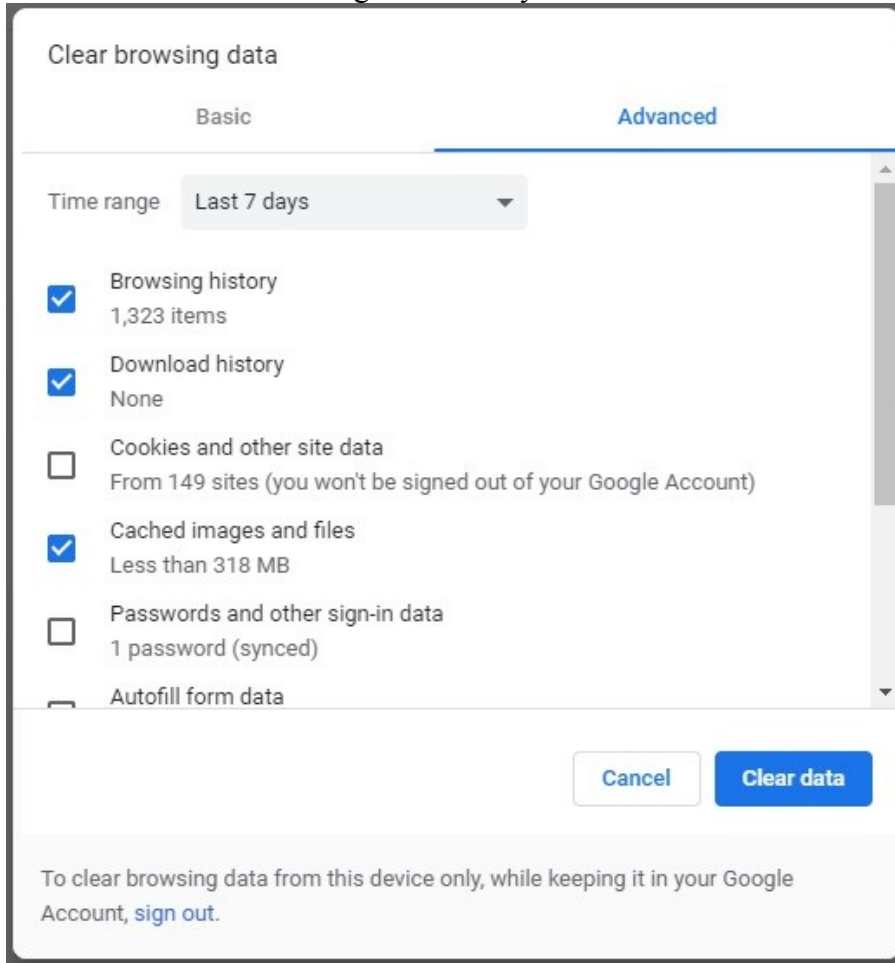 Clear browsing data
Basic Advanced
Time range Last 7 days
Browsing history
1,323 items
Download history
None
Cookies and other site data
From 149 sites (you won't be signed out of your Google Account)
Cached images and files
Less than 318 MB
Passwords and other sign-in data
1 password (synced)
Autofill form data
Cancel Clear data
To clear browsing data from this device only, while keeping it in your Google
Account, sign out.